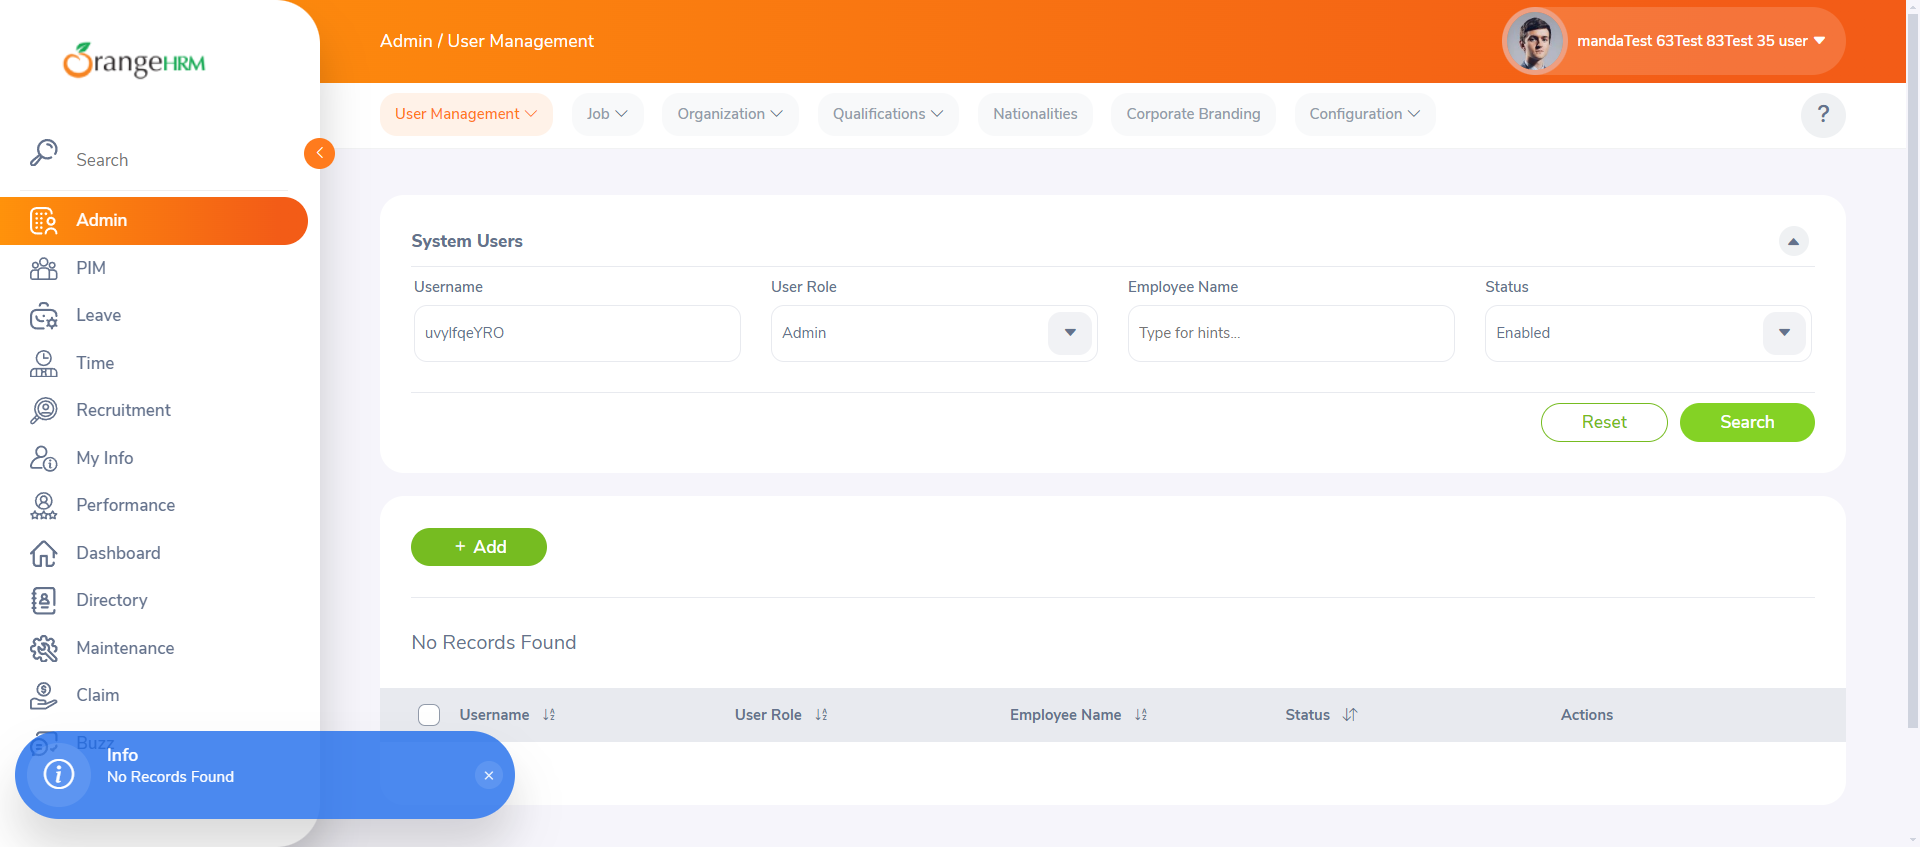 OrangeHRM
Admin / User Management
mandaTest 63Test 83Test 35 user
User Management
Job
Organization
Qualifications
Nationalities
Corporate Branding
Configuration
?
Search
Admin
PIM
Leave
Time
Recruitment
My Info
Performance
Dashboard
Directory
Maintenance
Claim
Buzz
System Users
Username
User Role
Employee Name
Status
uvylfqeYRO
Admin
Type for hints...
Enabled
Reset
Search
+ Add
No Records Found
Username
User Role
Employee Name
Status
Actions
Info
No Records Found